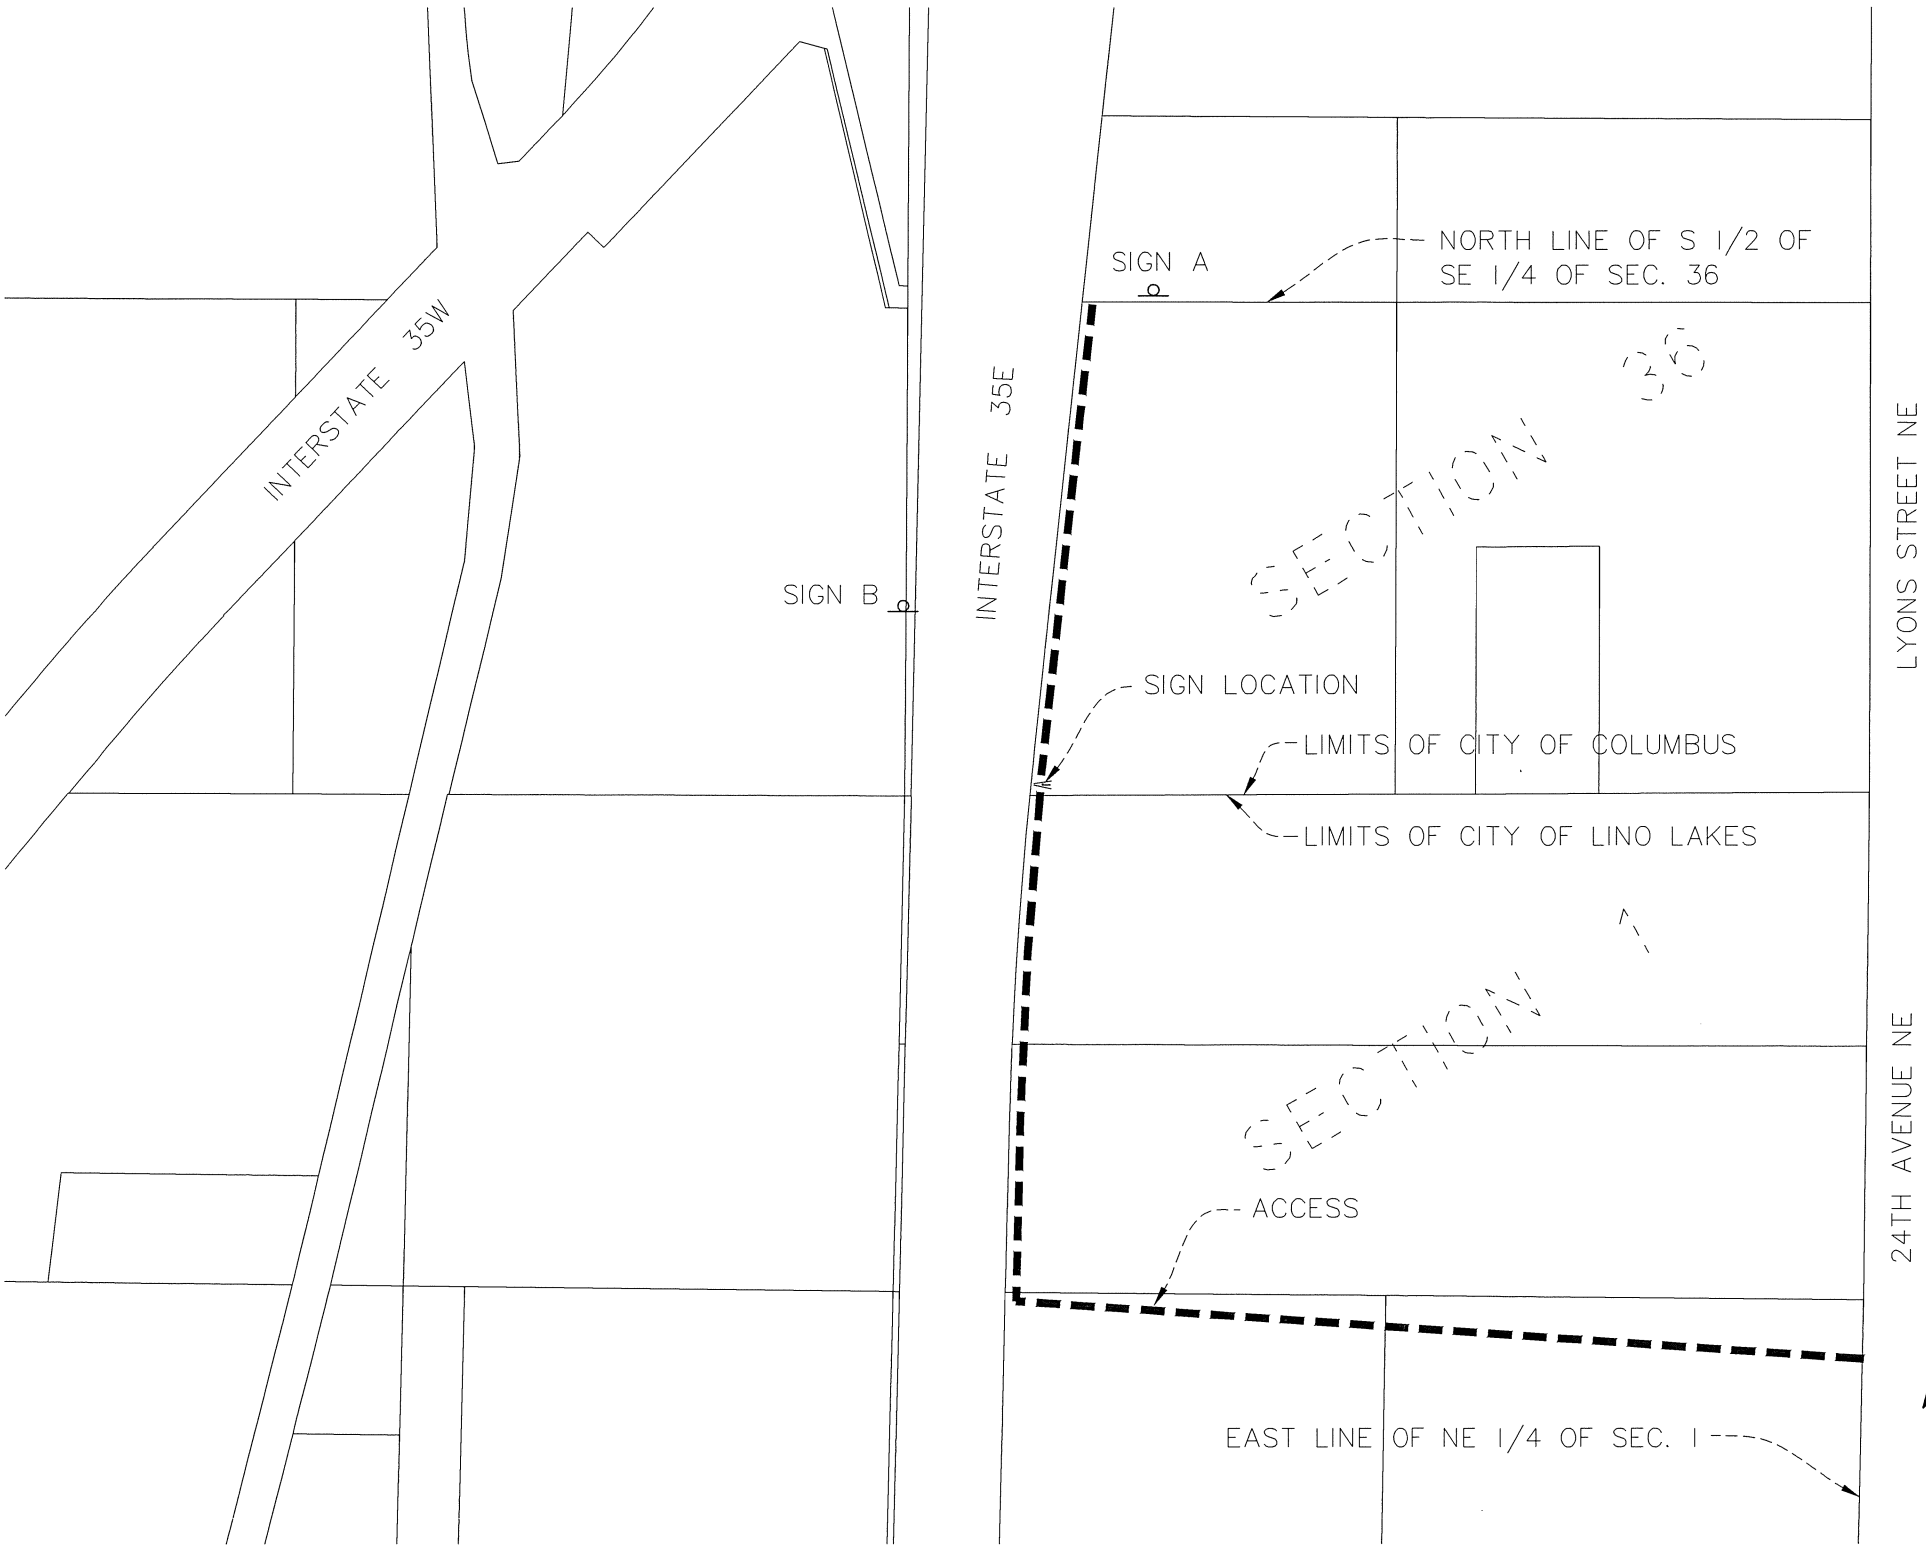 NORTH LINE OF S 1/2 OF
SE 1/4 OF SEC. 36
SIGN A
INTERSTATE 35W
36
INTERSTATE 35E
SECTION
LYONS STREET NE
SIGN B
SIGN LOCATION
LIMITS OF CITY OF COLUMBUS
LIMITS OF CITY OF LINO LAKES
1
SECTION
24TH AVENUE NE
ACCESS
EAST LINE OF NE 1/4 OF SEC. 1